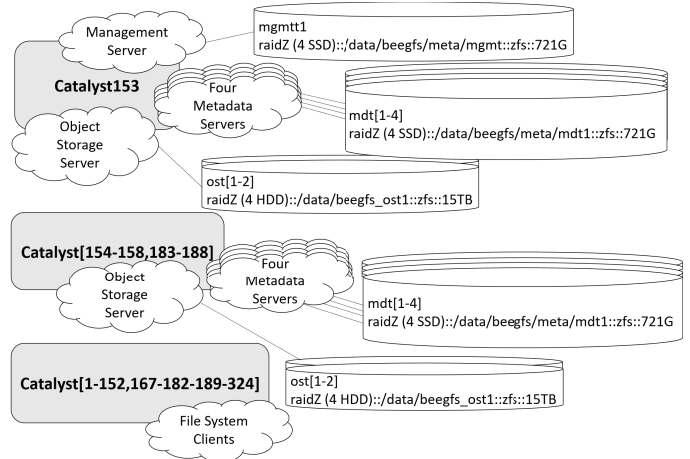 Management
Server
mgmtt1
raidZ (4 SSD)::/data/beegfs/meta/mgmt::zfs::721G
Catalyst153
Four
Metadata
Servers
mdt[1-4]
raidZ (4 SSD)::/data/beegfs/meta/mdt1::zfs::721G
Object
Storage
Server
ost[1-2]
raidZ (4 HDD)::/data/beegfs_ost1::zfs::15TB
Catalyst[154-158,183-188]
Four
Metadata
Servers
Object
Storage
Server
mdt[1-4]
raidZ (4 SSD)::/data/beegfs/meta/mdt1::zfs::721G
Catalyst[1-152,167-182-189-324]
ost[1-2]
raidZ (4 HDD)::/data/beegfs_ost1::zfs::15TB
File System
Clients